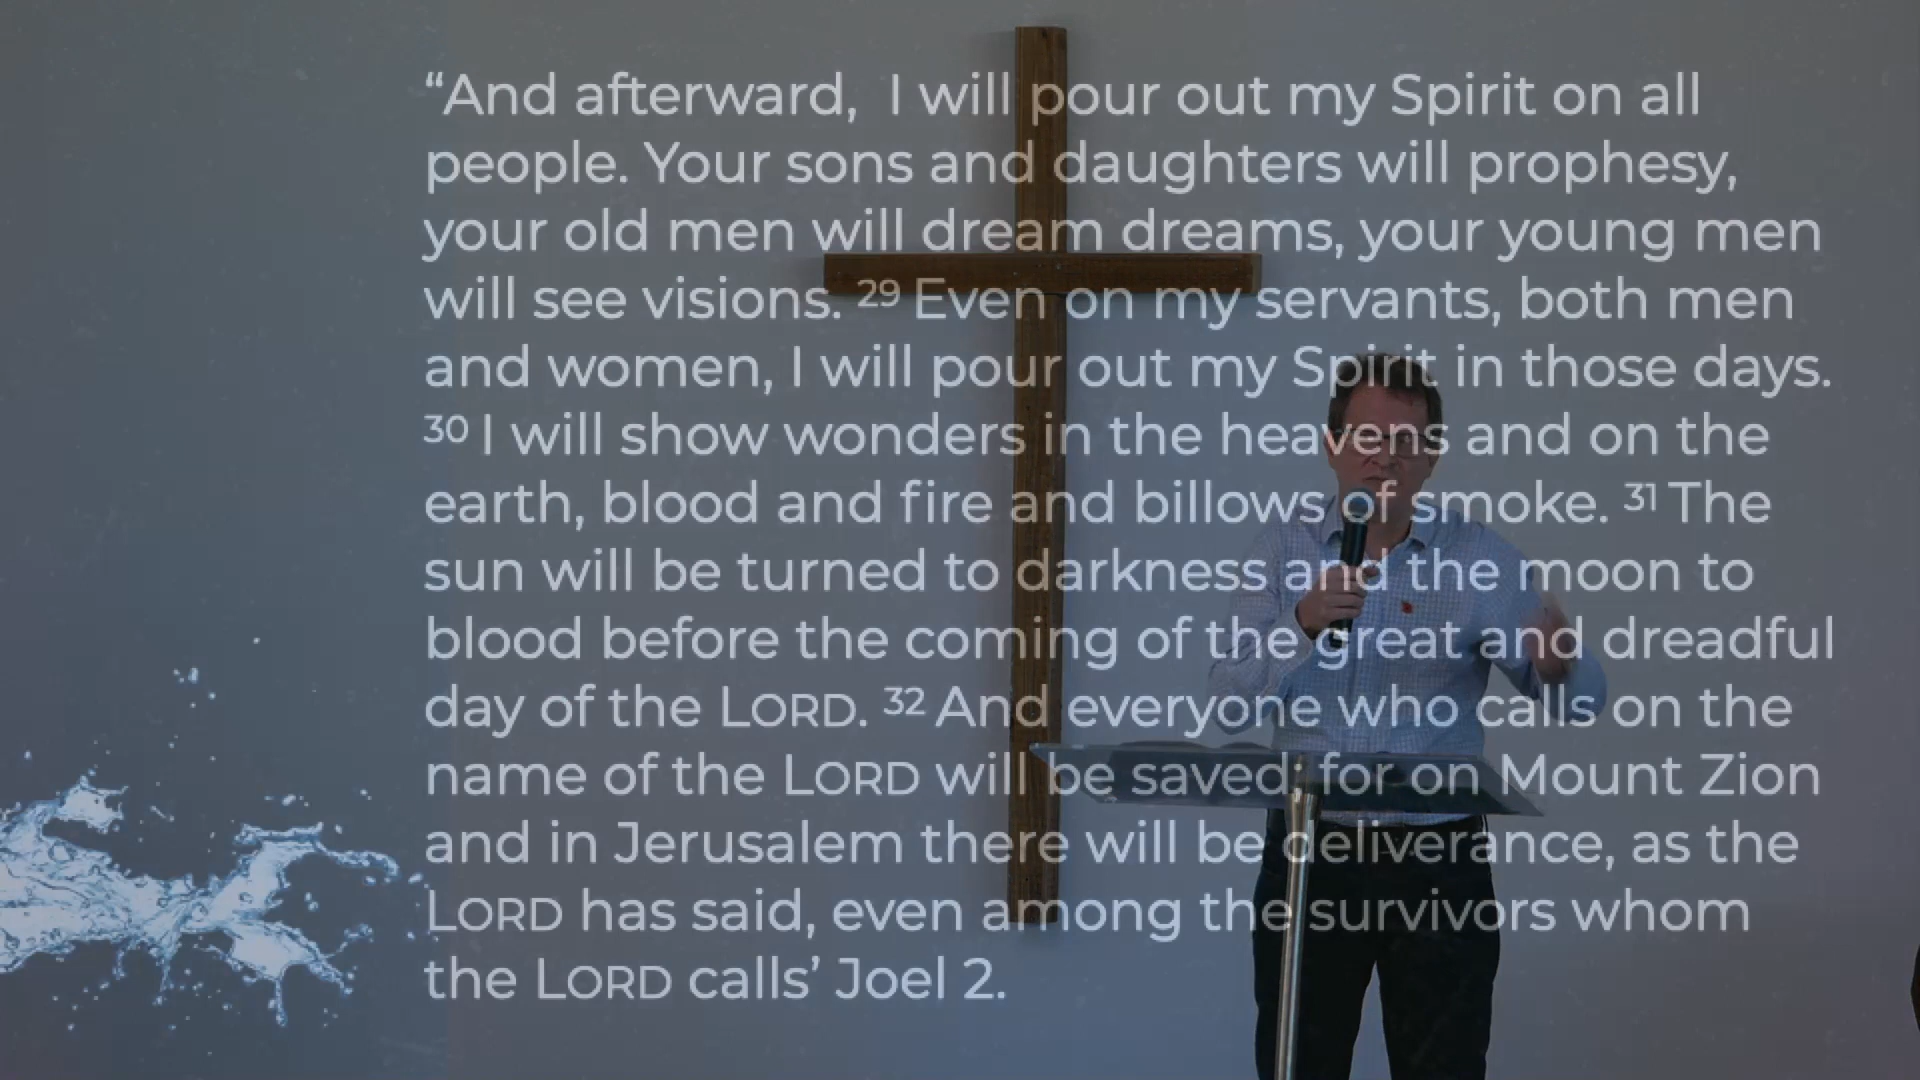 “And afterward,  I will pour out my Spirit on all
people. Your sons and daughters will prophesy,
your old men will dream dreams, your young men
will see visions. 29 Even on my servants, both men
and women, I will pour out my Spirit in those days.
30 I will show wonders in the heavens and on the
earth, blood and fire and billows of smoke. 31 The
sun will be turned to darkness and the moon to
blood before the coming of the great and dreadful
day of the LORD. 32 And everyone who calls on the
name of the LORD will be saved; for on Mount Zion
and in Jerusalem there will be deliverance, as the
LORD has said, even among the survivors whom
the LORD calls’ Joel 2.